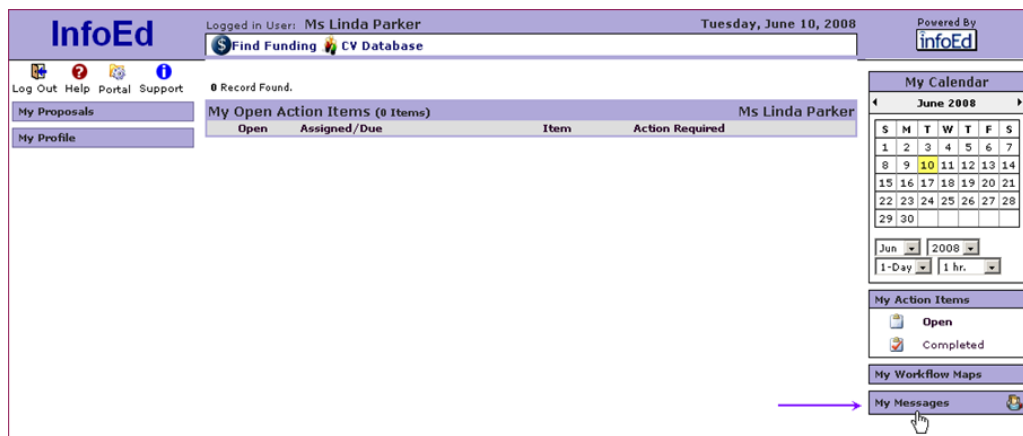 InfoEd
Logged in User: Ms Linda Parker
Tuesday, June 10, 2008
$Find Funding CV Database
Powered By
infoEd
Log Out Help Portal Support
My Proposals
My Profile
0 Record Found.
My Open Action Items (0 Items) Ms Linda Parker
Open Assigned/Due Item Action Required
My Calendar
June 2008
S M T W T F S
1 2 3 4 5 6 7
8 9 10 11 12 13 14
15 16 17 18 19 20 21
22 23 24 25 26 27 28
29 30
Jun 2008
1-Day 1 hr.
My Action Items
Open
Completed
My Workflow Maps
My Messages